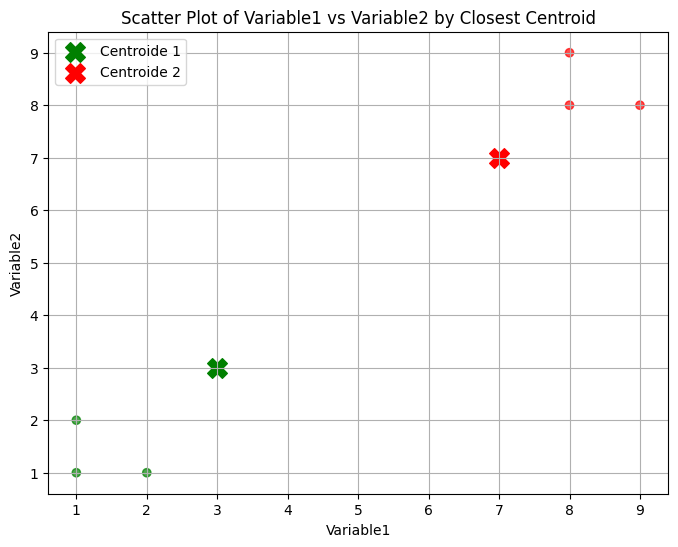 Scatter Plot of Variable1 vs Variable2 by Closest Centroid
Centroide 1
Centroide 2
9
8
7
6
5
4
3
2
1
Variable2
1 2 3 4 5 6 7 8 9
Variable1